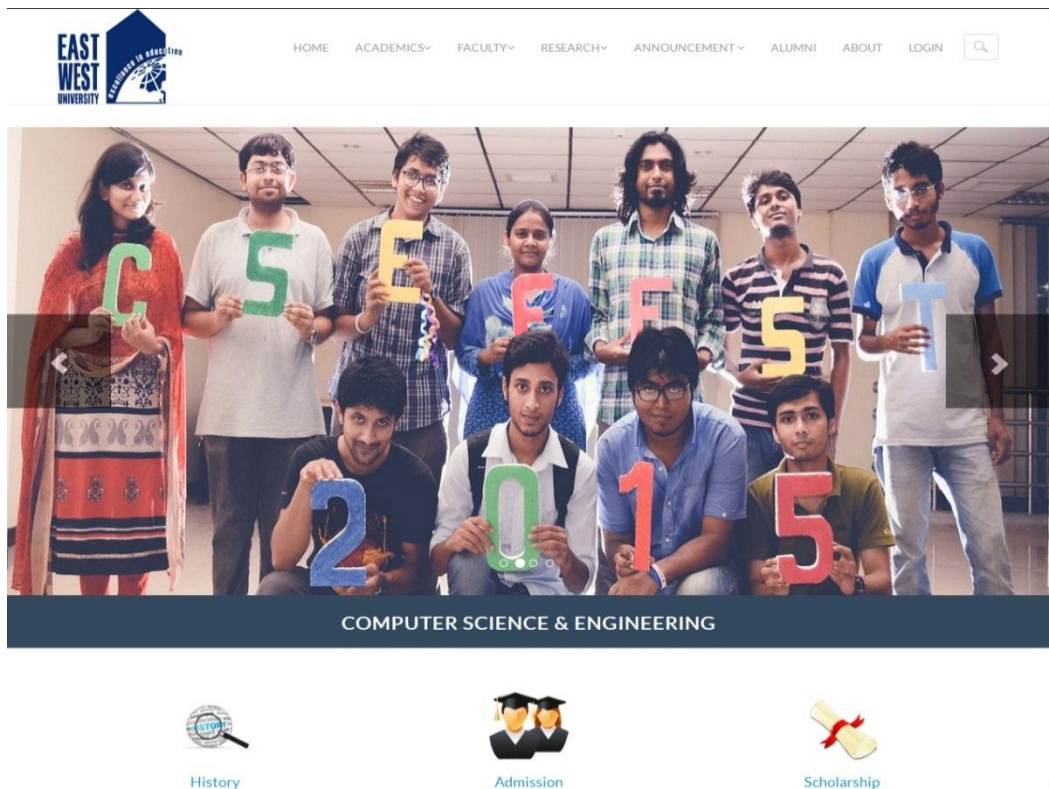 EAST
WEST
UNIVERSITY
excellence in education
HOME ACADEMICS FACULTY RESEARCH ANNOUNCEMENT ALUMNI ABOUT LOGIN
C S E F E S T
2 0 1 5
COMPUTER SCIENCE & ENGINEERING
HISTORY
History Admission Scholarship